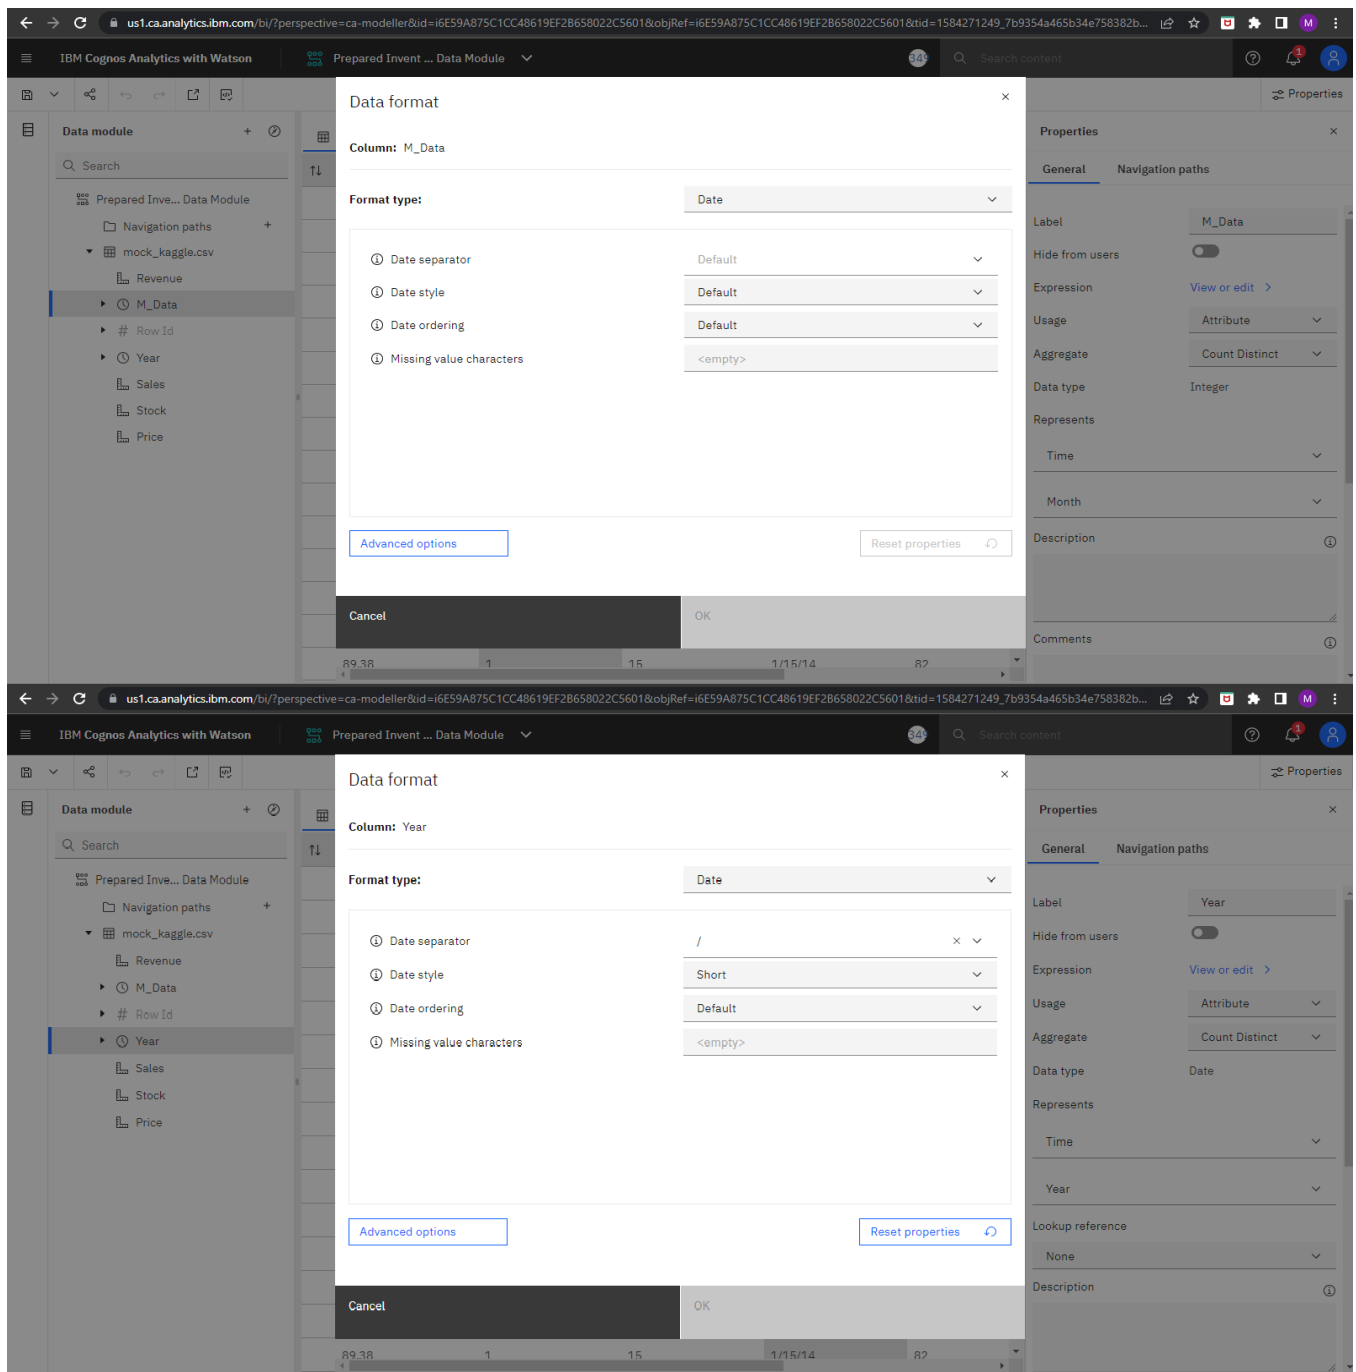 us1.ca.analytics.ibm.com/bi/?perspective=ca-modeller&id=i6E59A875C1CC48619EF2B658022C5601&objRef=i6E59A875C1CC48619EF2B658022C5601&tid=1584271249_7b9354a465b34e758382b... M
IBM Cognos Analytics with Watson Prepared Invent ... Data Module 349 Search content 1
Properties
Data module
Search
Prepared Inve... Data Module
Navigation paths
mock_kaggle.csv
Revenue
M_Data
# Row Id
Year
Sales
Stock
Price
Data format
Column: M_Data
Format type: Date
Date separator Default
Date style Default
Date ordering Default
Missing value characters <empty>
Advanced options Reset properties
Cancel OK
89.38 1 15 1/15/14 82
Properties
General Navigation paths
Label M_Data
Hide from users
Expression View or edit
Usage Attribute
Aggregate Count Distinct
Data type Integer
Represents
Time
Month
Description
Comments
us1.ca.analytics.ibm.com/bi/?perspective=ca-modeller&id=i6E59A875C1CC48619EF2B658022C5601&objRef=i6E59A875C1CC48619EF2B658022C5601&tid=1584271249_7b9354a465b34e758382b... M
IBM Cognos Analytics with Watson Prepared Invent ... Data Module 349 Search content 1
Properties
Data module
Search
Prepared Inve... Data Module
Navigation paths
mock_kaggle.csv
Revenue
M_Data
# Row Id
Year
Sales
Stock
Price
Data format
Column: Year
Format type: Date
Date separator /
Date style Short
Date ordering Default
Missing value characters <empty>
Advanced options Reset properties
Cancel OK
89.38 1 15 1/15/14 82
Properties
General Navigation paths
Label Year
Hide from users
Expression View or edit
Usage Attribute
Aggregate Count Distinct
Data type Date
Represents
Time
Year
Lookup reference
None
Description